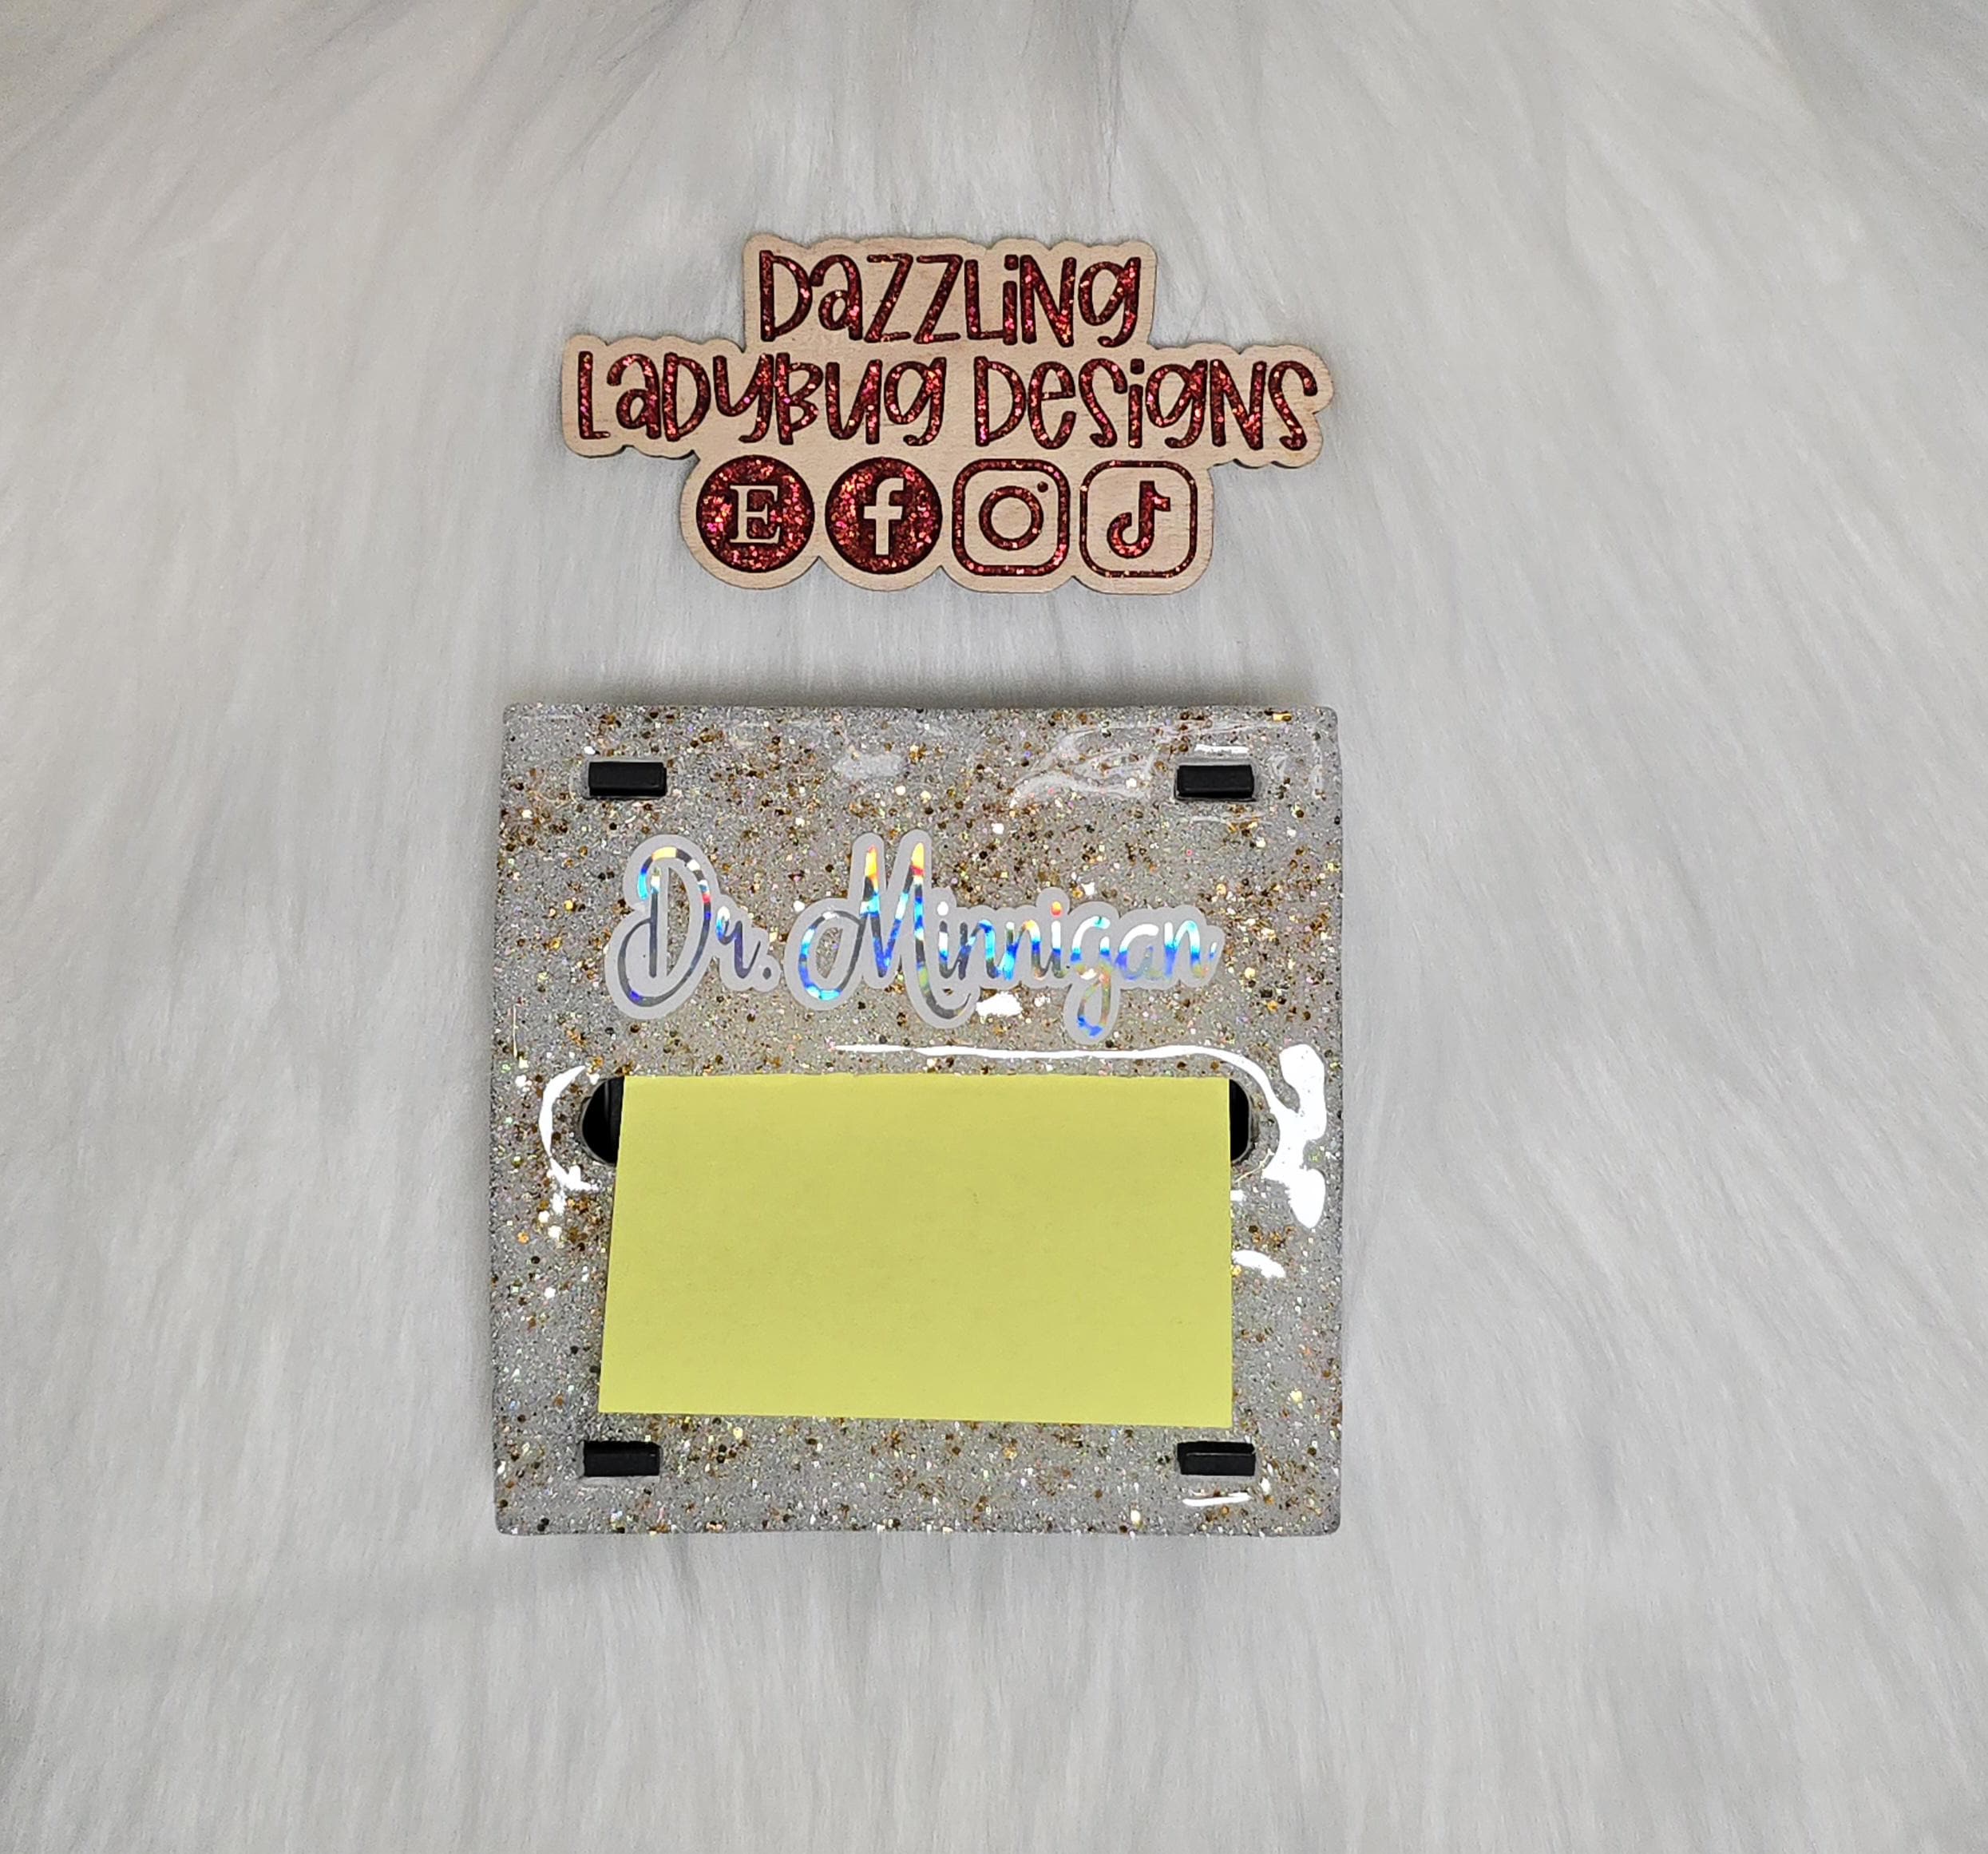 Dazzling
Ladybug Designs
E f
Dr. Minnigan